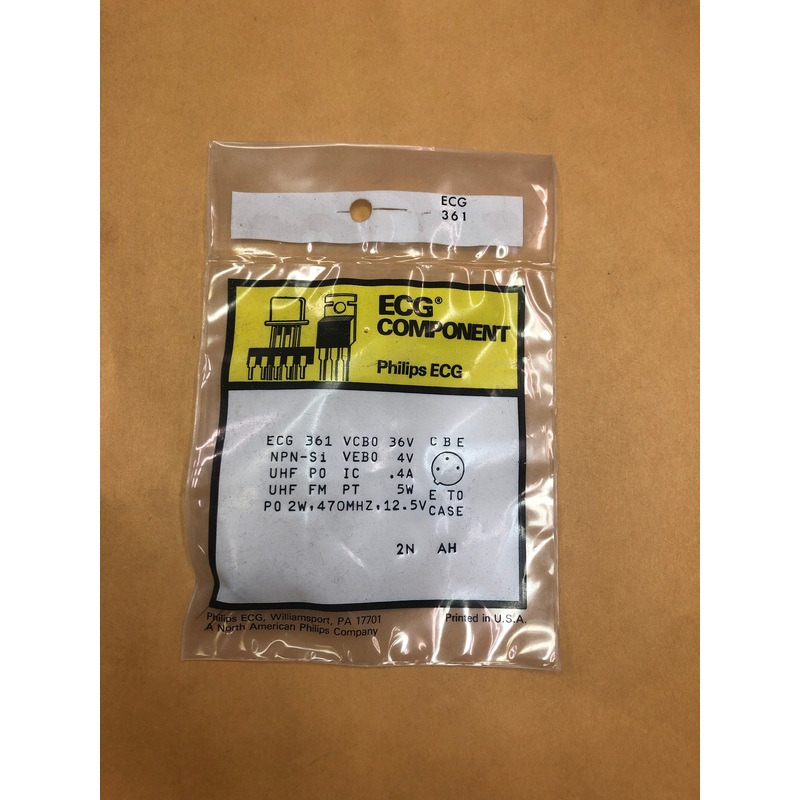 ECG
361
ECG®
COMPONENT
Philips ECG
ECG 361 VCBO 36V C B E
NPN-Si VEBO 4V
UHF PO IC .4A
UHF FM PT 5W E TO
PO 2W,470MHZ,12.5V CASE
2N AH
Philips ECG, Williamsport, PA 17701
A North American Philips Company
Printed in U.S.A.